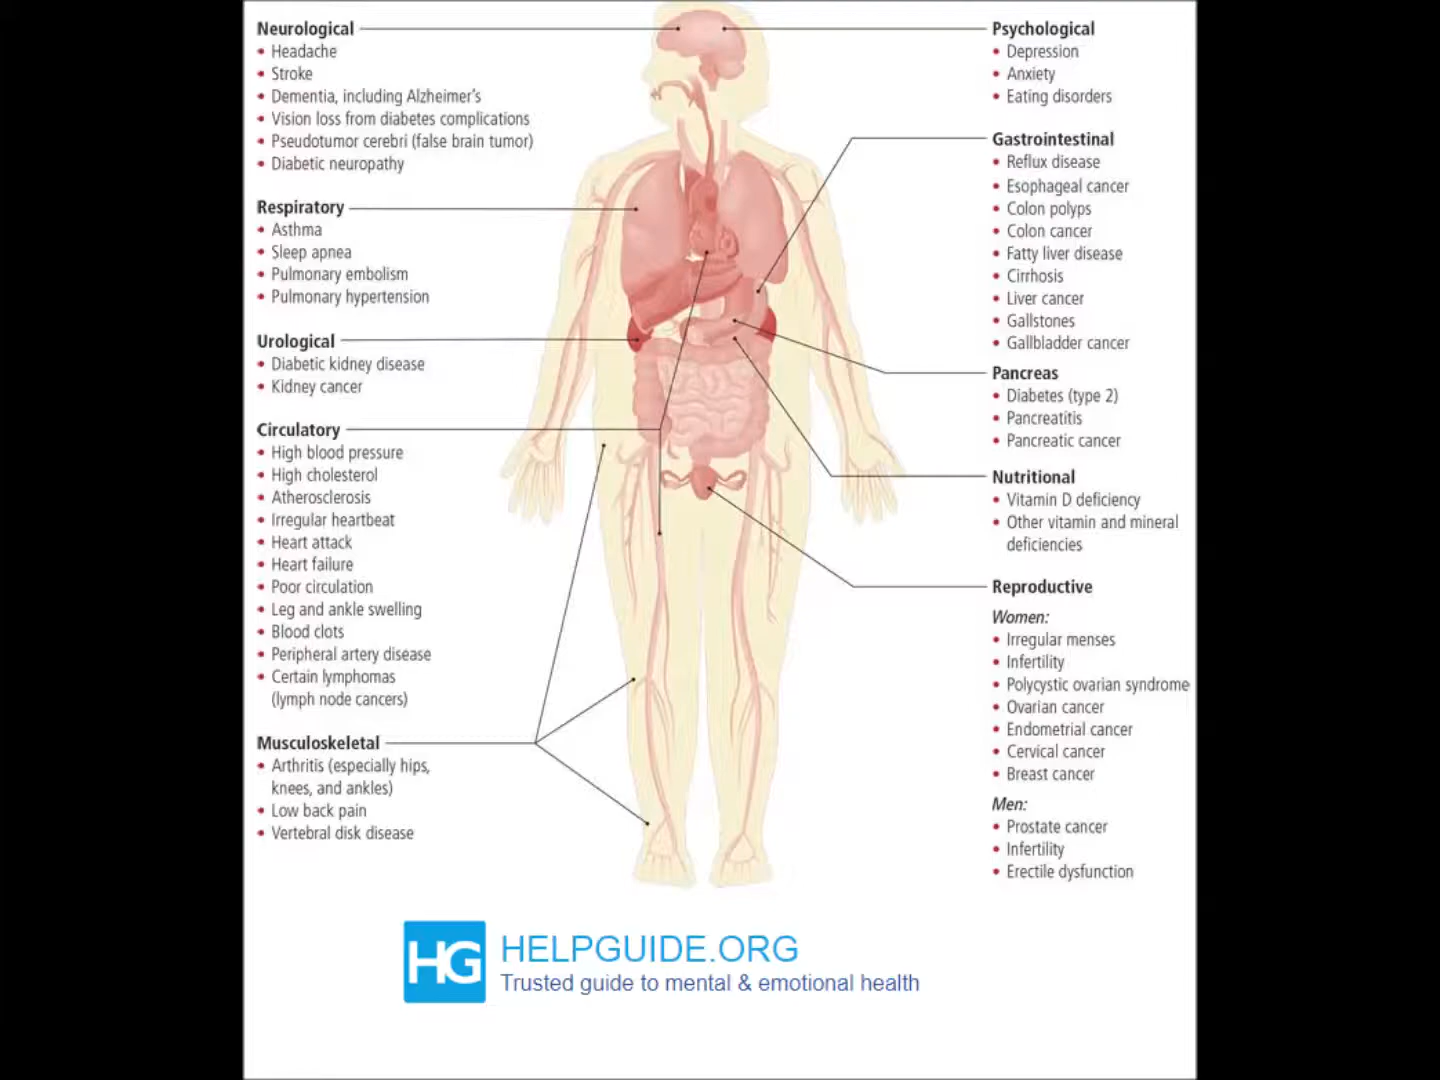 Neurological
• Headache
• Stroke
• Dementia, including Alzheimer's
• Vision loss from diabetes complications
• Pseudotumor cerebri (false brain tumor)
• Diabetic neuropathy
Respiratory
• Asthma
• Sleep apnea
• Pulmonary embolism
• Pulmonary hypertension
Urological
• Diabetic kidney disease
• Kidney cancer
Circulatory
• High blood pressure
• High cholesterol
• Atherosclerosis
• Irregular heartbeat
• Heart attack
• Heart failure
• Poor circulation
• Leg and ankle swelling
• Blood clots
• Peripheral artery disease
• Certain lymphomas
(lymph node cancers)
Musculoskeletal
• Arthritis (especially hips,
knees, and ankles)
• Low back pain
• Vertebral disk disease
Psychological
• Depression
• Anxiety
• Eating disorders
Gastrointestinal
• Reflux disease
• Esophageal cancer
• Colon polyps
• Colon cancer
• Fatty liver disease
• Cirrhosis
• Liver cancer
• Gallstones
• Gallbladder cancer
Pancreas
• Diabetes (type 2)
• Pancreatitis
• Pancreatic cancer
Nutritional
• Vitamin D deficiency
• Other vitamin and mineral
deficiencies
Reproductive
Women:
• Irregular menses
• Infertility
• Polycystic ovarian syndrome
• Ovarian cancer
• Endometrial cancer
• Cervical cancer
• Breast cancer
Men:
• Prostate cancer
• Infertility
• Erectile dysfunction
HG
HELPGUIDE.ORG
Trusted guide to mental & emotional health